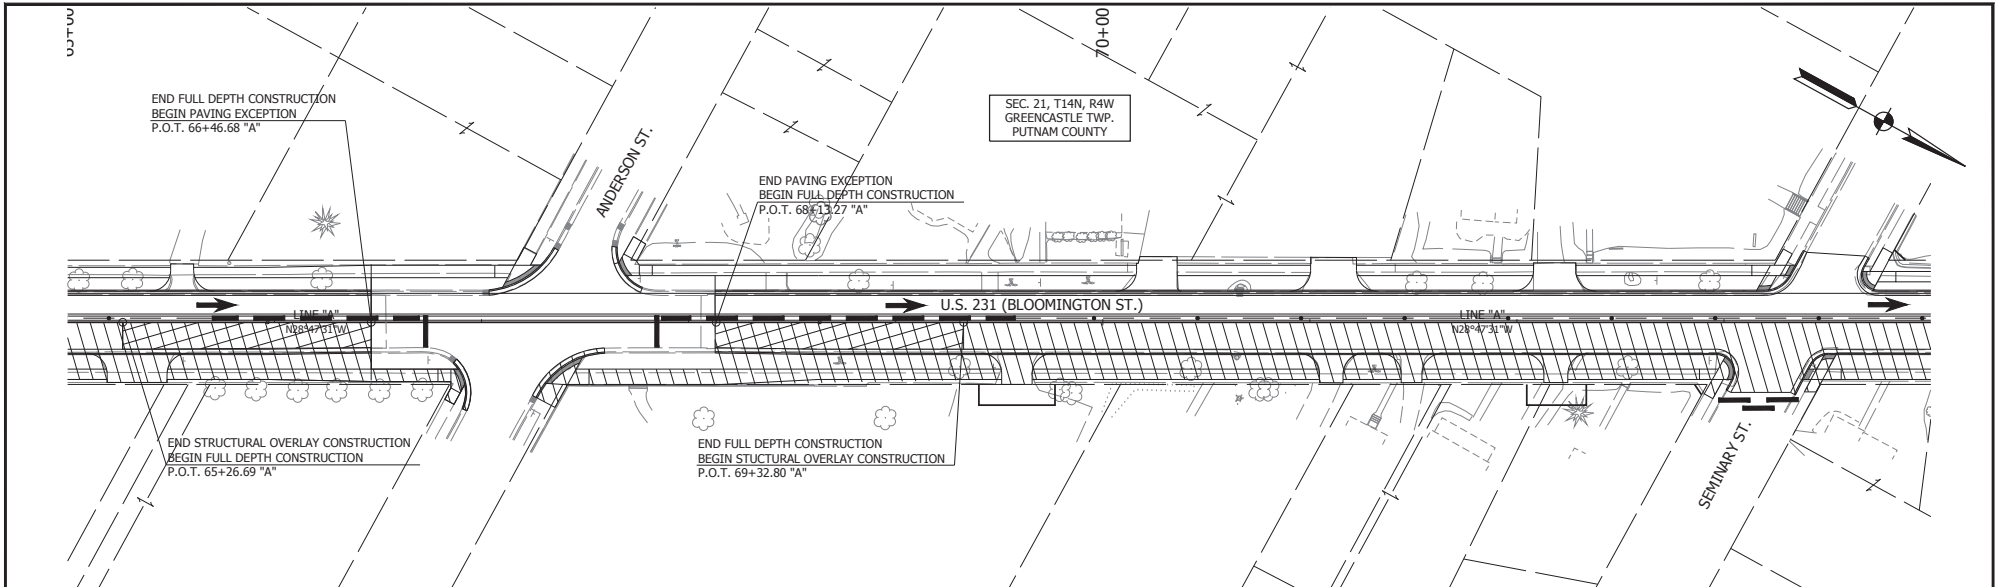 65+00
70+00
END FULL DEPTH CONSTRUCTION
BEGIN PAVING EXCEPTION
P.O.T. 66+46.68 "A"
ANDERSON ST.
SEC. 21, T14N, R4W
GREENCASTLE TWP.
PUTNAM COUNTY
END PAVING EXCEPTION
BEGIN FULL DEPTH CONSTRUCTION
P.O.T. 68+13.27 "A"
U.S. 231 (BLOOMINGTON ST.)
LINE "A"
N28°47'31"W
LINE "A"
N28°47'31"W
END STRUCTURAL OVERLAY CONSTRUCTION
BEGIN FULL DEPTH CONSTRUCTION
P.O.T. 65+26.69 "A"
END FULL DEPTH CONSTRUCTION
BEGIN STUCTURAL OVERLAY CONSTRUCTION
P.O.T. 69+32.80 "A"
SEMINARY ST.